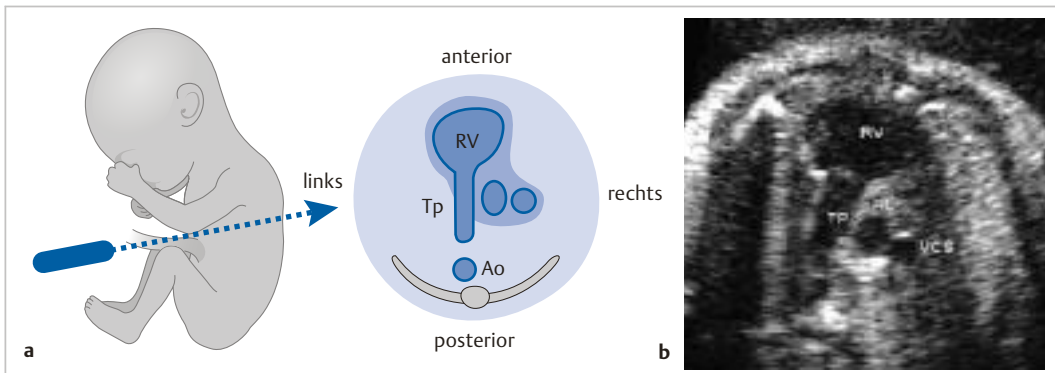 anterior
RV
links
rechts
Tp
Ao
posterior
a
b
RV
TP
VCS